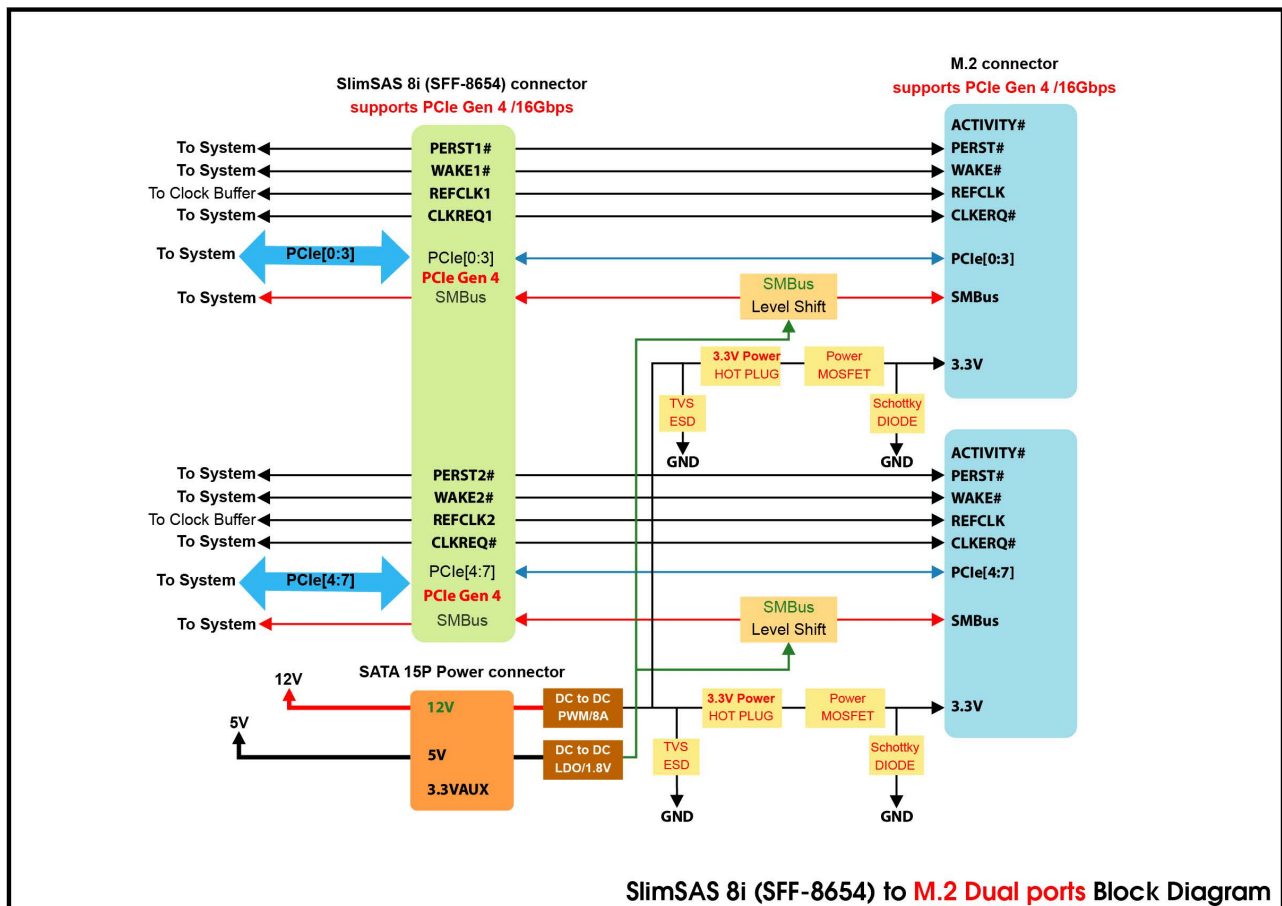 M.2 connector
supports PCIe Gen 4 /16Gbps
SlimSAS 8i (SFF-8654) connector
supports PCIe Gen 4 /16Gbps
ACTIVITY#
To System PERST1# PERST#
To System WAKE1# WAKE#
To Clock Buffer REFCLK1 REFCLK
To System CLKREQ1 CLKERQ#
To System PCIe[0:3] PCIe[0:3] PCIe[0:3]
PCIe Gen 4
To System SMBus SMBus
SMBus
Level Shift
3.3V Power
HOT PLUG
Power
MOSFET
3.3V
TVS
ESD
Schottky
DIODE
GND GND
ACTIVITY#
To System PERST2# PERST#
To System WAKE2# WAKE#
To Clock Buffer REFCLK2 REFCLK
To System CLKREQ# CLKERQ#
To System PCIe[4:7] PCIe[4:7] PCIe[4:7]
PCIe Gen 4
To System SMBus SMBus
SMBus
Level Shift
SATA 15P Power connector
12V
12V
DC to DC
PWM/8A
3.3V Power
HOT PLUG
Power
MOSFET
3.3V
5V
5V
DC to DC
LDO/1.8V
3.3VAUX
TVS
ESD
Schottky
DIODE
GND GND
SlimSAS 8i (SFF-8654) to M.2 Dual ports Block Diagram